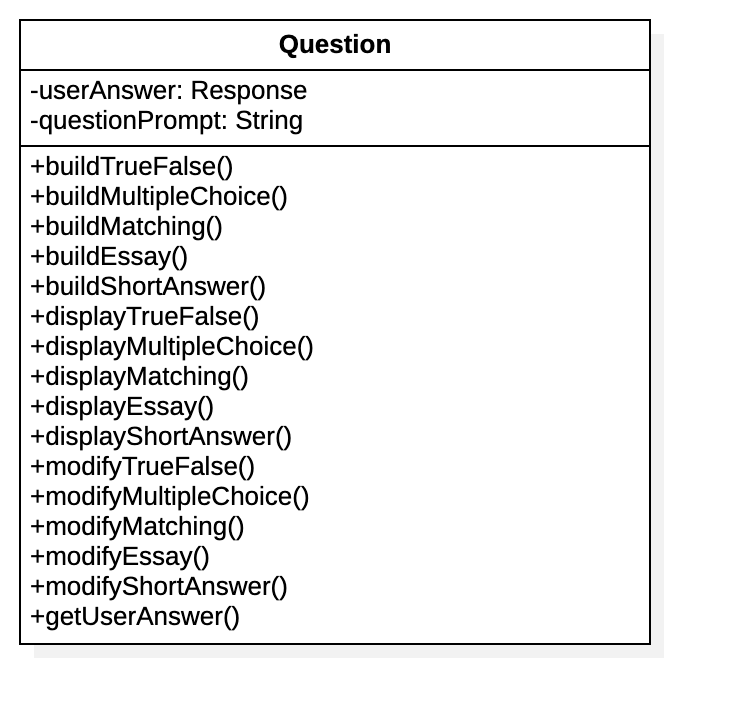 Question
-userAnswer: Response
-questionPrompt: String
+buildTrueFalse()
+buildMultipleChoice()
+buildMatching()
+buildEssay()
+buildShortAnswer()
+displayTrueFalse()
+displayMultipleChoice()
+displayMatching()
+displayEssay()
+displayShortAnswer()
+modifyTrueFalse()
+modifyMultipleChoice()
+modifyMatching()
+modifyEssay()
+modifyShortAnswer()
+getUserAnswer()